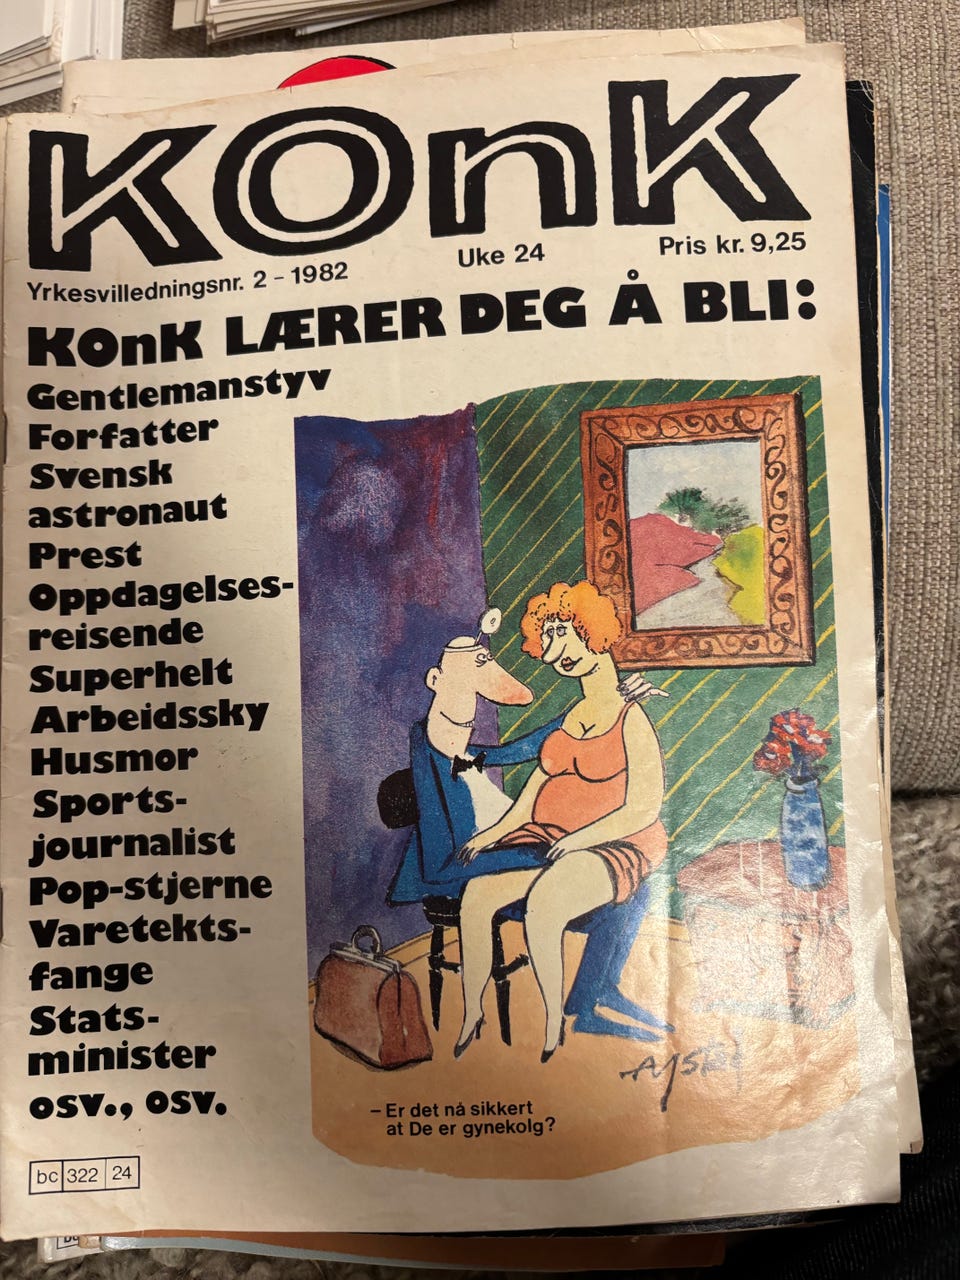 KOnK
Yrkesvilledningsnr. 2 – 1982 Uke 24 Pris kr. 9,25
KOnK LÆRER DEG Å BLI:
Gentlemanstyv
Forfatter
Svensk
astronaut
Prest
Oppdagelses-
reisende
Superhelt
Arbeidssky
Husmor
Sports-
journalist
Pop-stjerne
Varetekts-
fange
Stats-
minister
osv., osv.
– Er det nå sikkert
at De er gynekolg?
bc 322 24